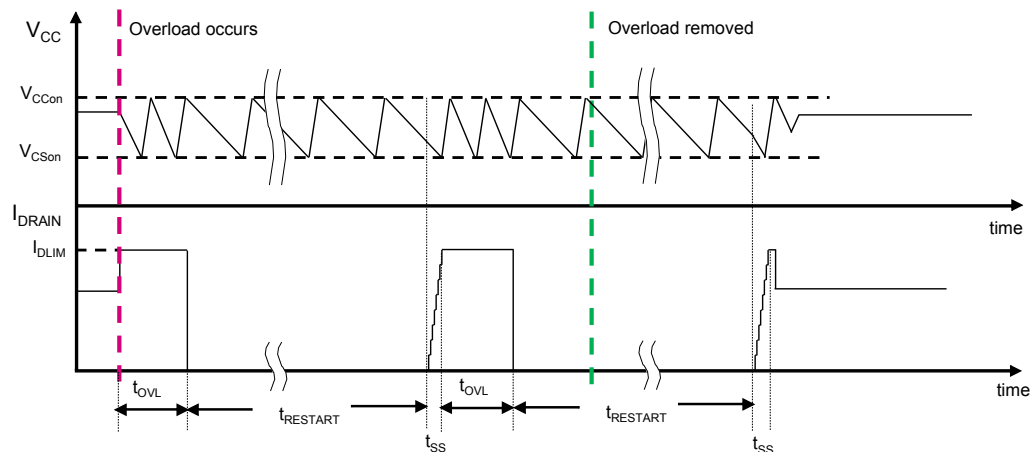 Overload occurs
Overload removed
VCC
VCCon
VCSon
IDRAIN
time
IDLIM
time
tOVL
tOVL
tRESTART
tRESTART
tSS
tSS